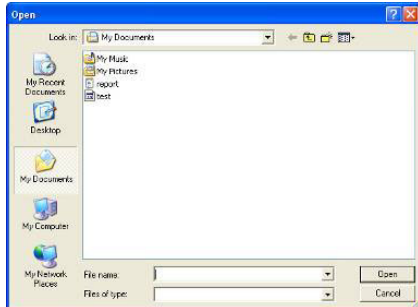 Open
Look in: My Documents
My Recent
Documents
Desktop
My Documents
My Computer
My Network
Places
My Music
My Pictures
report
test
File name:
Open
Files of type:
Cancel